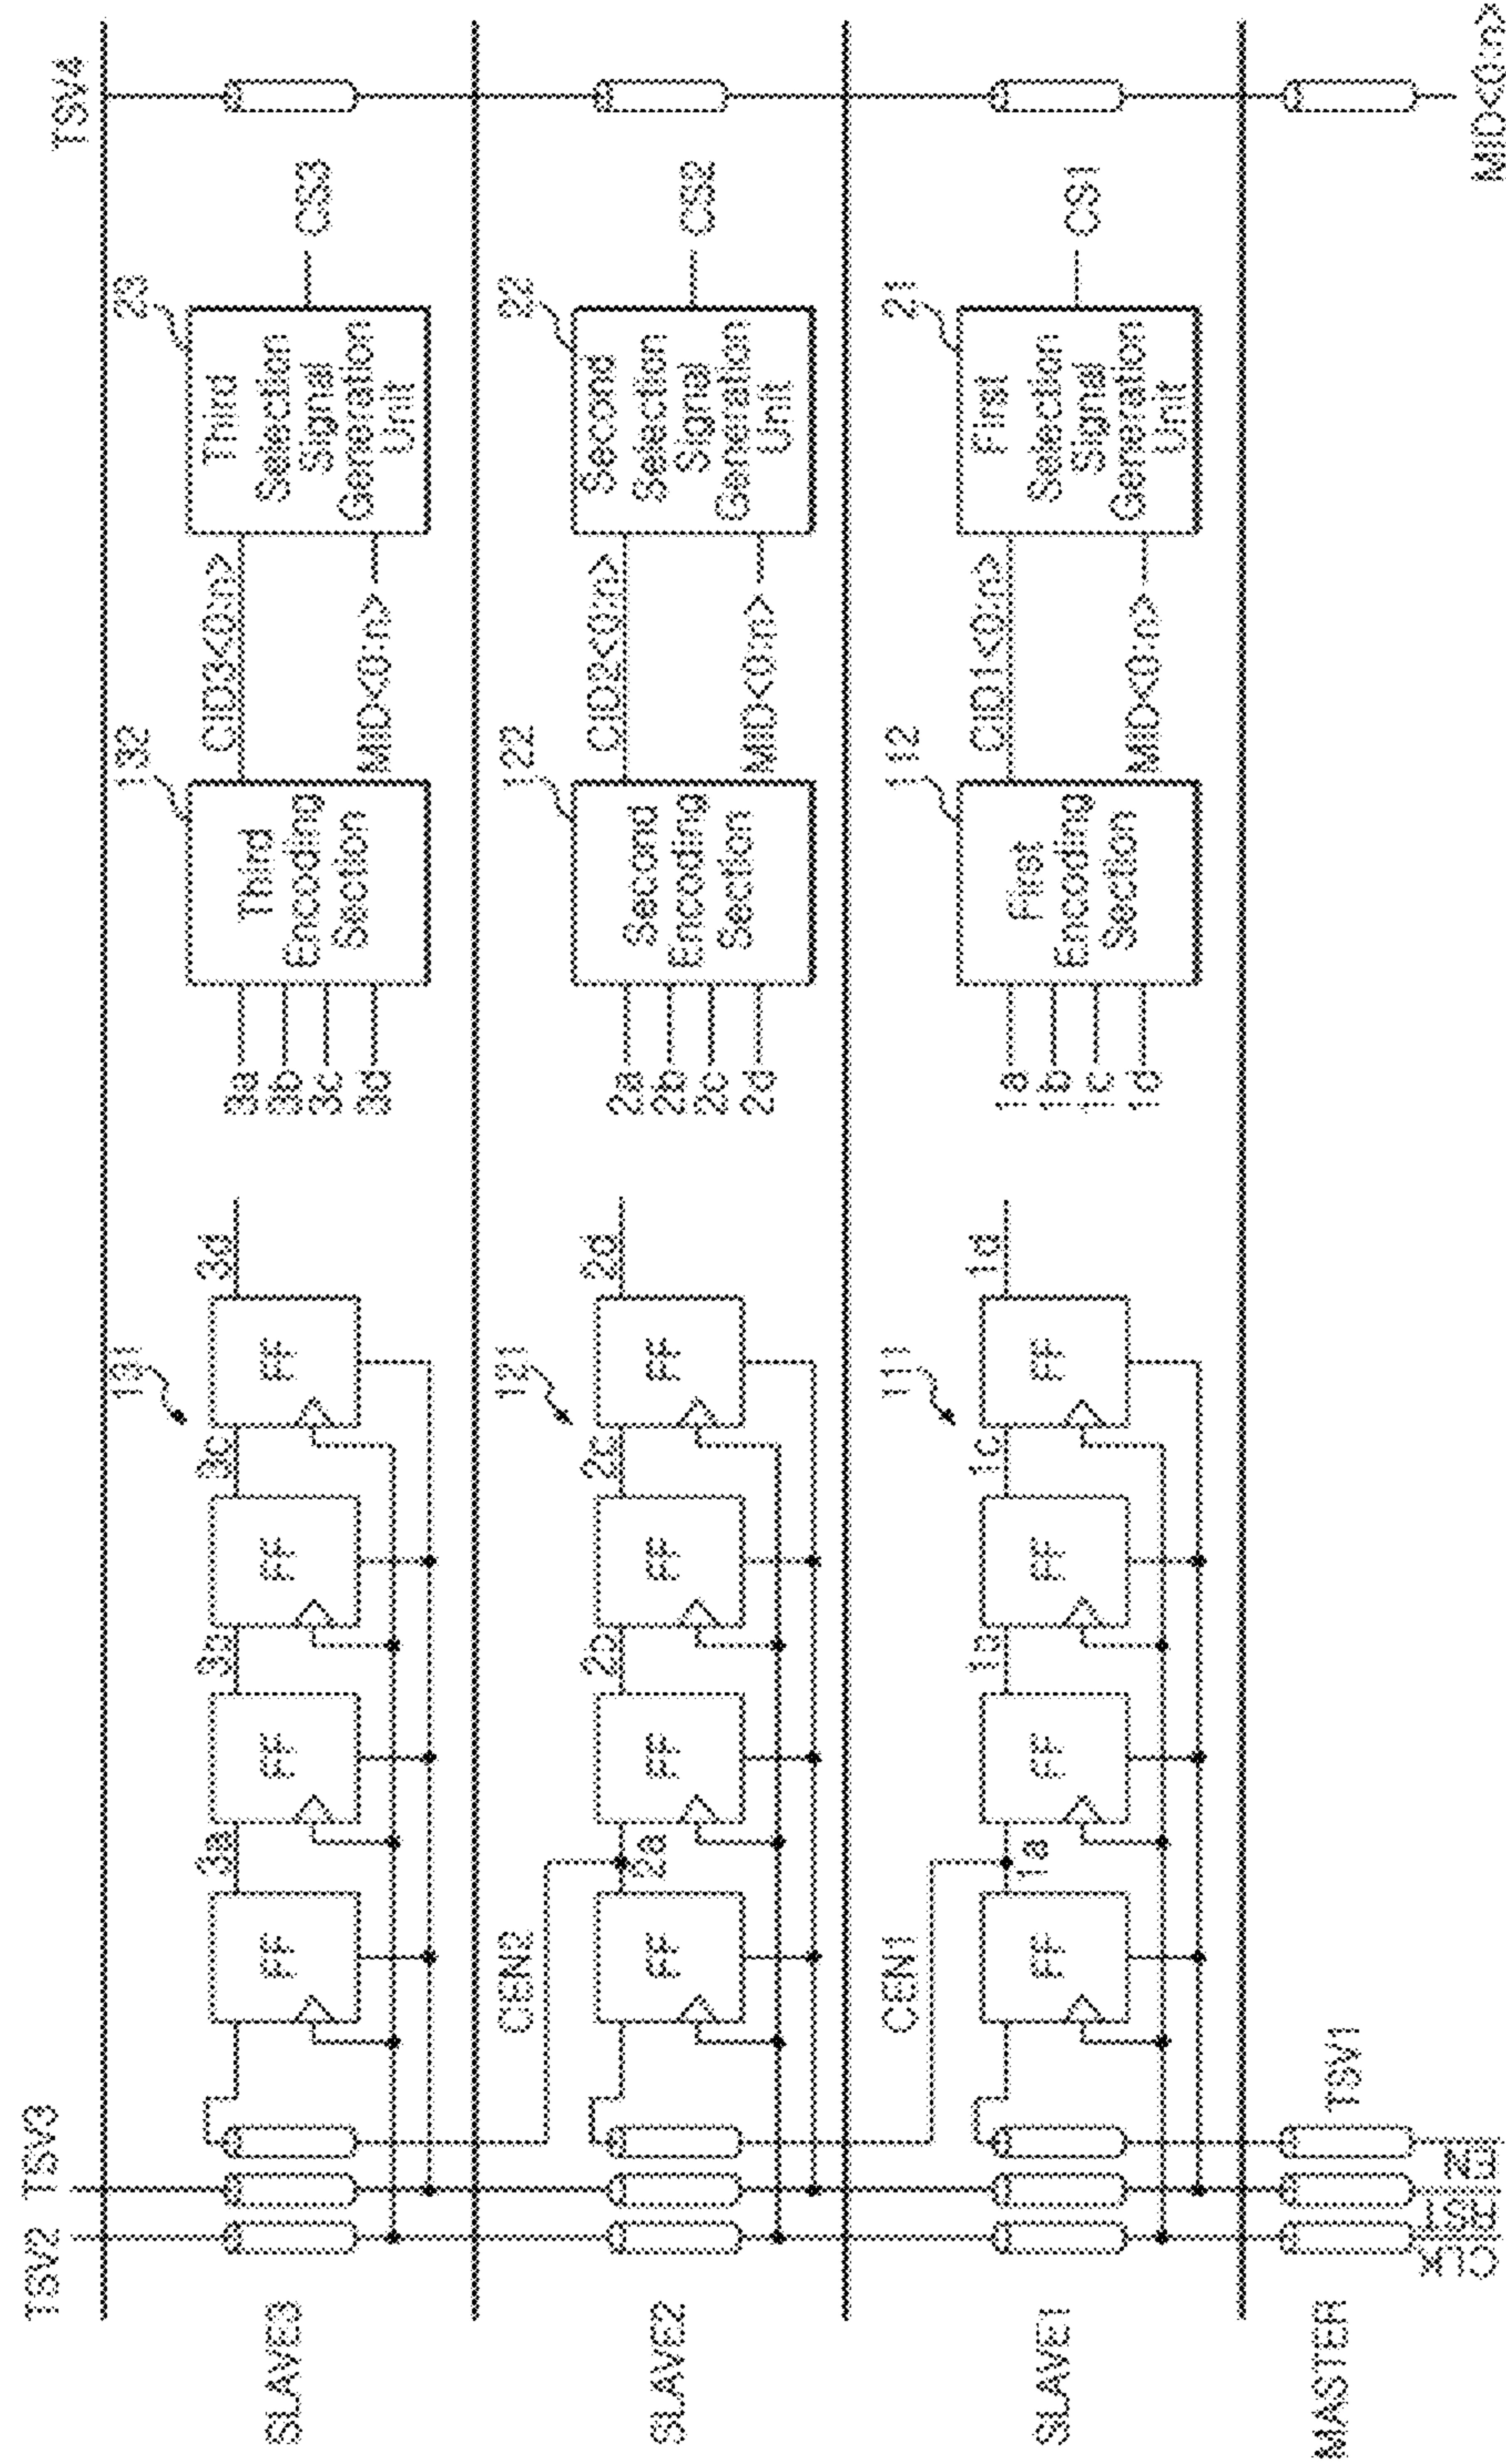 TSV2 TSV3 TSV4
SLAVE3
131
3a 3b 3c 3d
FF FF FF FF
3a
3b
3c
3d
132
Third
Encoding
Section
CID3<0:n>
MID<0:n>
23
Third
Selection
Signal
Generation
Unit
CS3
SLAVE2
CEN2
121
2a 2b 2c 2d
FF FF FF FF
2a
2b
2c
2d
122
Second
Encoding
Section
CID2<0:n>
MID<0:n>
22
Second
Selection
Signal
Generation
Unit
CS2
SLAVE1
CEN1
111
1a 1b 1c 1d
FF FF FF FF
1a
1b
1c
1d
112
First
Encoding
Section
CID1<0:n>
MID<0:n>
21
First
Selection
Signal
Generation
Unit
CS1
MASTER
TSV1
CLK
RST
EN
MID<0:n>